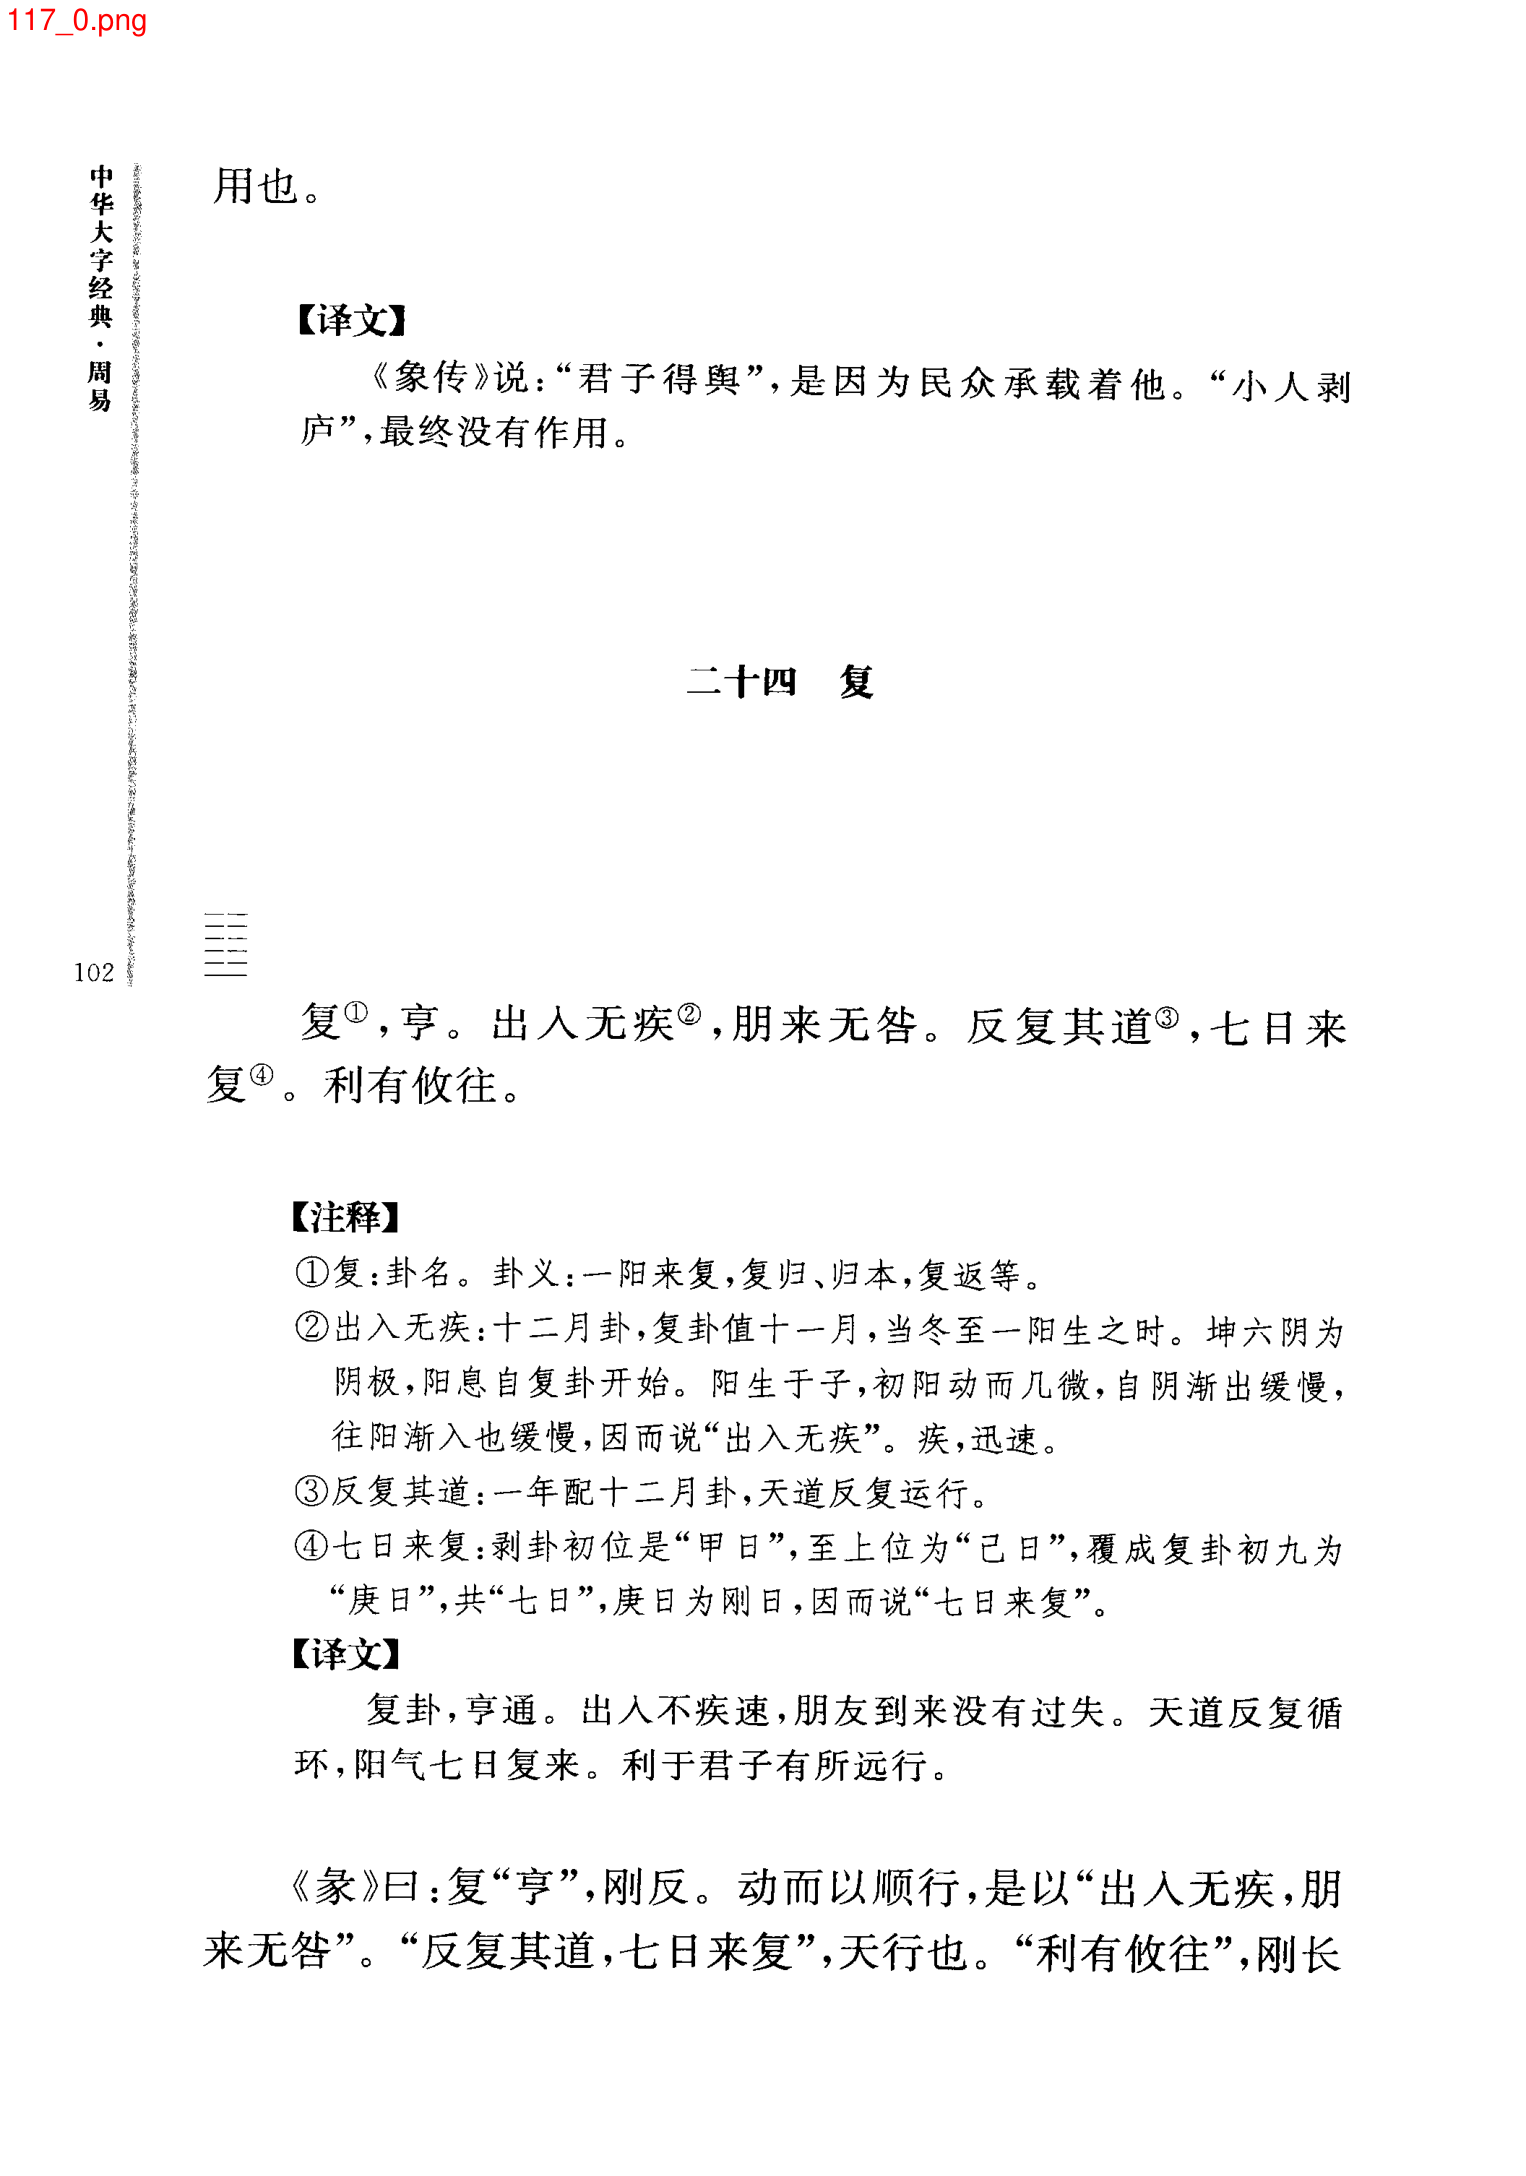 117_0.png
中华大字经典·周易
102
用也。
【译文】
《象传》说:“君子得舆”,是因为民众承载着他。“小人剥
庐”,最终没有作用。
二十四 复
复①,亨。出入无疾②,朋来无咎。反复其道③,七日来
复④。利有攸往。
【注释】
①复:卦名。卦义:一阳来复,复归、归本,复返等。
②出入无疾:十二月卦,复卦值十一月,当冬至一阳生之时。坤六阴为
阴极,阳息自复卦开始。阳生于子,初阳动而几微,自阴渐出缓慢,
往阳渐入也缓慢,因而说“出入无疾”。疾,迅速。
③反复其道:一年配十二月卦,天道反复运行。
④七日来复:剥卦初位是“甲日”,至上位为“己日”,覆成复卦初九为
“庚日”,共“七日”,庚日为刚日,因而说“七日来复”。
【译文】
复卦,亨通。出入不疾速,朋友到来没有过失。天道反复循
环,阳气七日复来。利于君子有所远行。
《彖》曰:复“亨”,刚反。动而以顺行,是以“出入无疾,朋
来无咎”。“反复其道,七日来复”,天行也。“利有攸往”,刚长